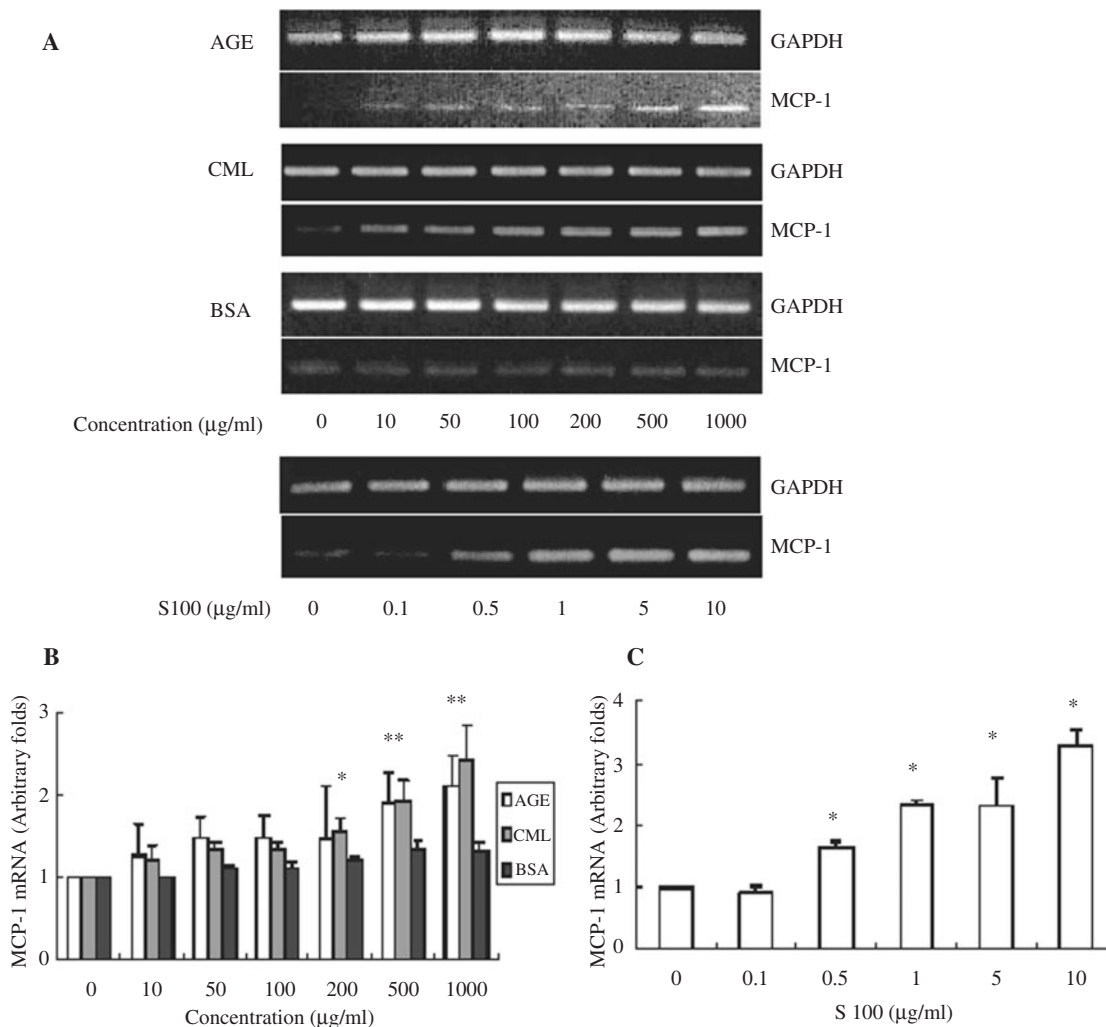 A
AGE
GAPDH
MCP-1
CML
GAPDH
MCP-1
BSA
GAPDH
MCP-1
Concentration (μg/ml) 0 10 50 100 200 500 1000
GAPDH
MCP-1
S100 (μg/ml) 0 0.1 0.5 1 5 10
B
MCP-1 mRNA (Arbitrary folds)
3
2
1
0
* ** **
AGE
CML
BSA
0 10 50 100 200 500 1000
Concentration (μg/ml)
C
MCP-1 mRNA (Arbitrary folds)
4
3
2
1
0
* * * *
0 0.1 0.5 1 5 10
S 100 (μg/ml)